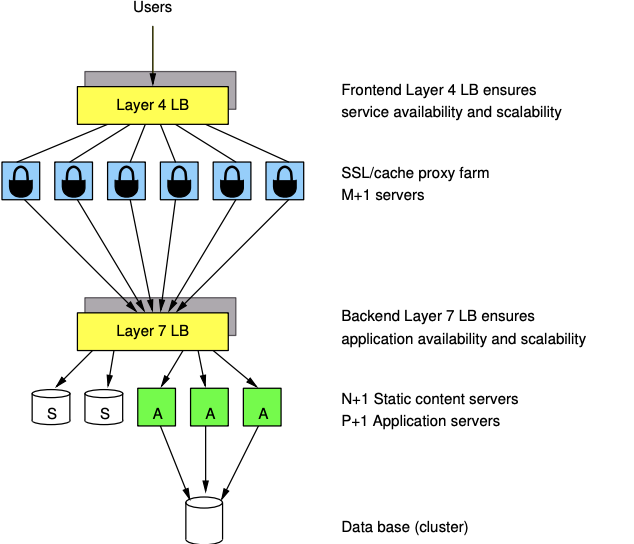 Users
Layer 4 LB
Frontend Layer 4 LB ensures
service availability and scalability
SSL/cache proxy farm
M+1 servers
Layer 7 LB
Backend Layer 7 LB ensures
application availability and scalability
S S A A A
N+1 Static content servers
P+1 Application servers
Data base (cluster)